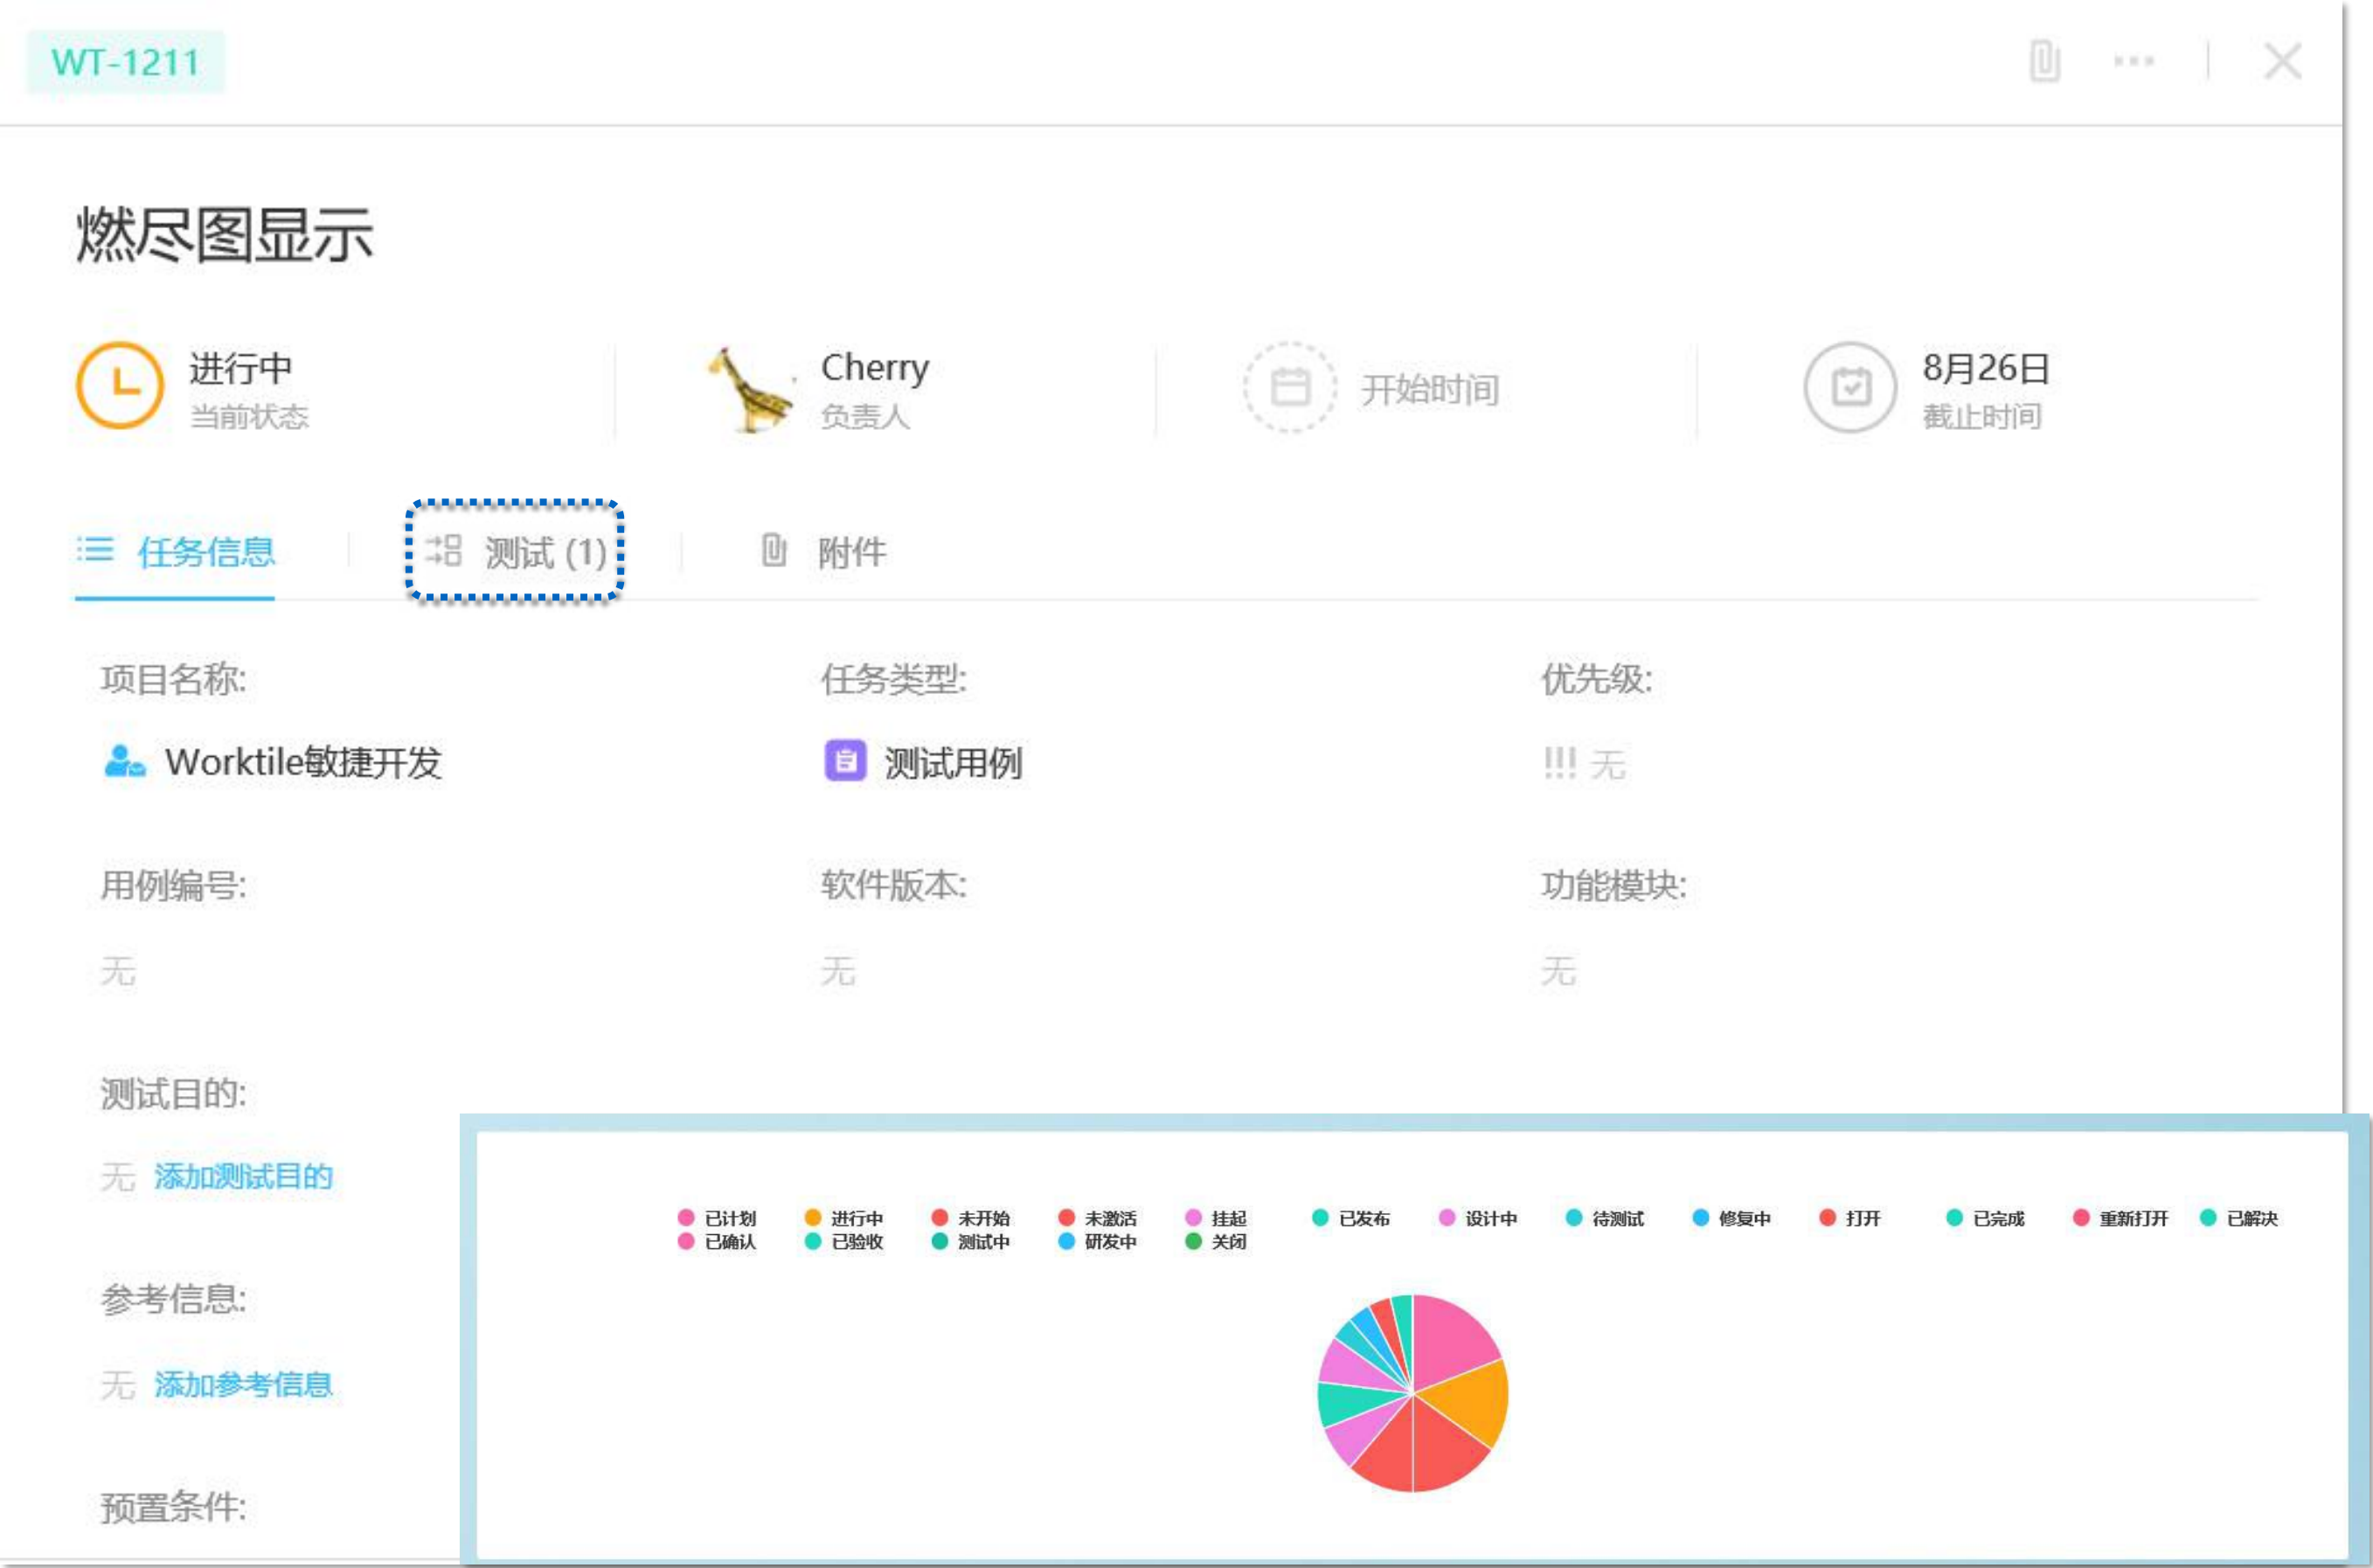 WT-1211
燃尽图显示
进行中
当前状态
Cherry
负责人
开始时间
8月26日
截止时间
任务信息
测试 (1)
附件
项目名称:
任务类型:
优先级:
Worktile敏捷开发
测试用例
!!! 无
用例编号:
软件版本:
功能模块:
无
无
无
测试目的:
无 添加测试目的
参考信息:
无 添加参考信息
预置条件:
已计划 进行中 未开始 未激活 挂起 已发布 设计中 待测试 修复中 打开 已完成 重新打开 已解决
已确认 已验收 测试中 研发中 关闭